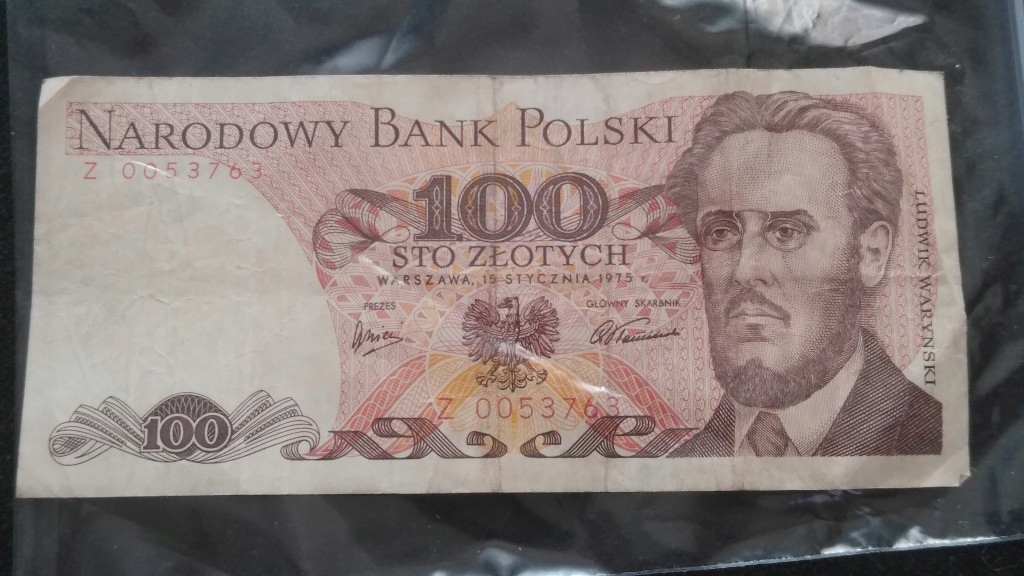 NARODOWY BANK POLSKI
Z 0053763
100
STO ZŁOTYCH
WARSZAWA, 15 STYCZNIA 1975 r.
PREZES
GŁÓWNY SKARBNIK
Z 0053763
100
LUDWIK WARYŃSKI